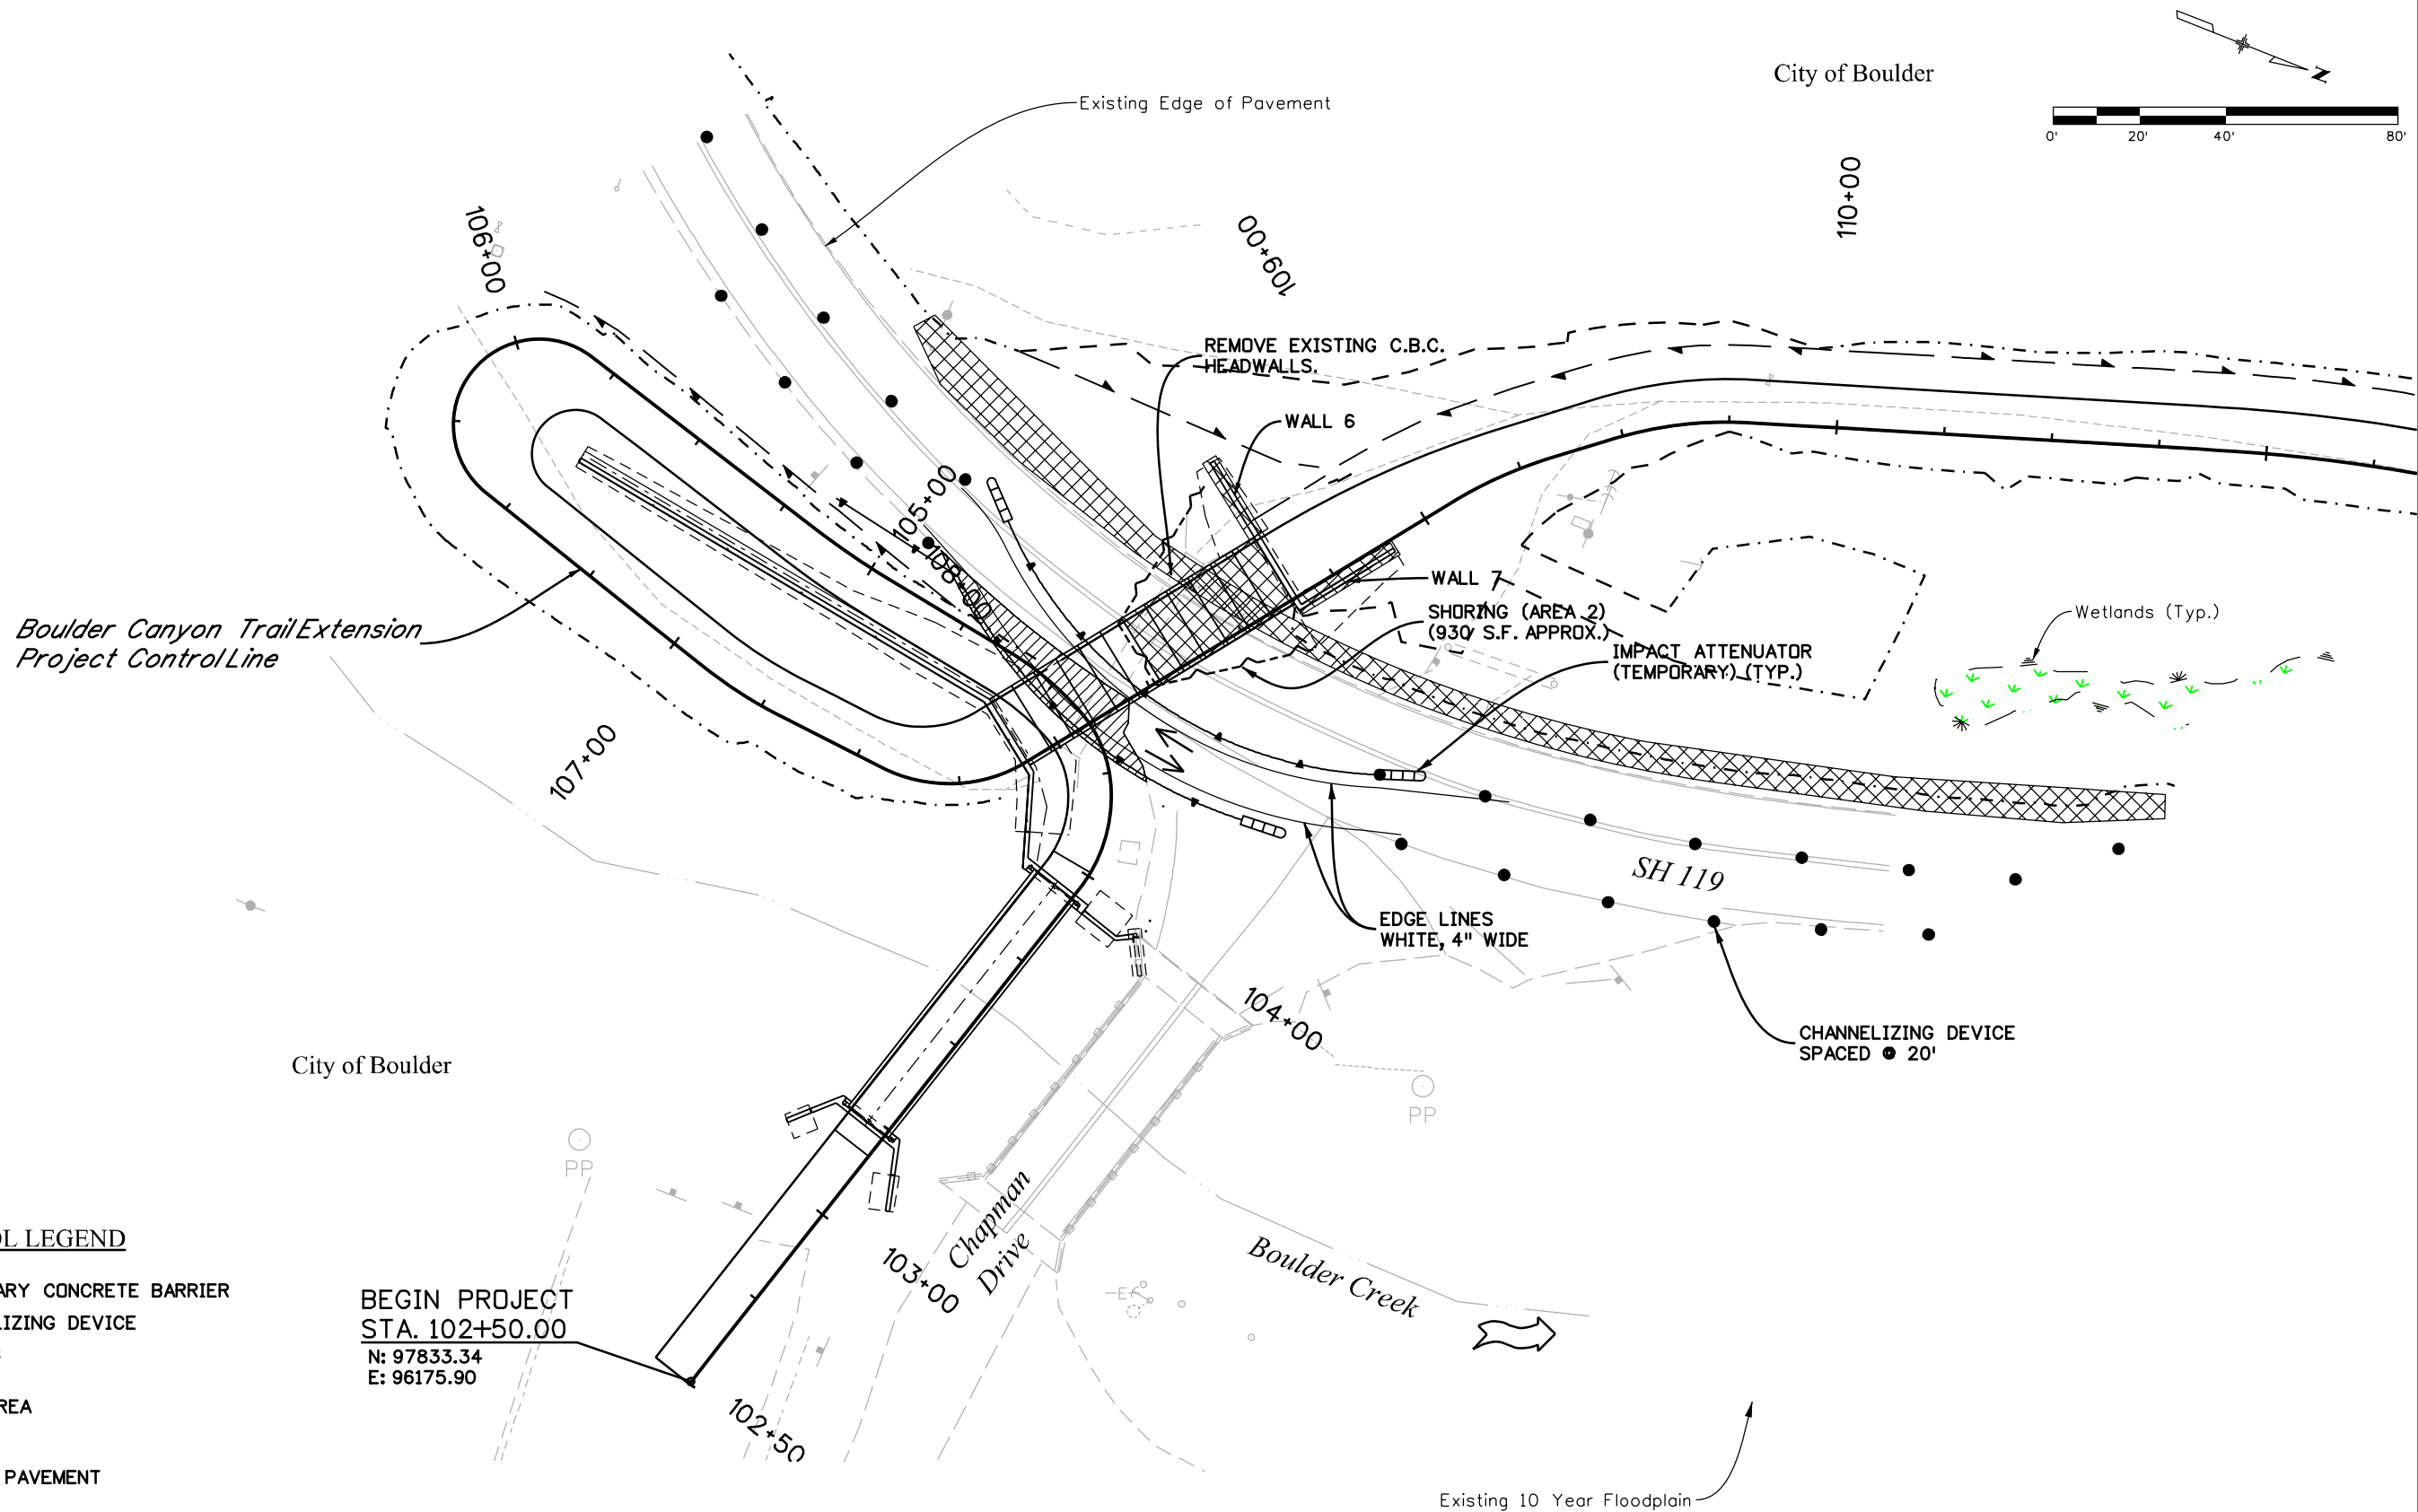 City of Boulder
N
0' 20' 40' 80'
Existing Edge of Pavement
110+00
106+00
109+00
REMOVE EXISTING C.B.C.
HEADWALLS.
WALL 6
105+00
108+00
WALL 7
SHORING (AREA 2)
(930 S.F. APPROX.)
IMPACT ATTENUATOR
(TEMPORARY) (TYP.)
Wetlands (Typ.)
Boulder Canyon Trail Extension
Project Control Line
107+00
SH 119
EDGE LINES
WHITE, 4" WIDE
104+00
CHANNELIZING DEVICE
SPACED @ 20'
City of Boulder
PP
PP
Chapman
Drive
103+00
Boulder Creek
-E-
OL LEGEND
ARY CONCRETE BARRIER
LIZING DEVICE
REA
PAVEMENT
BEGIN PROJECT
STA. 102+50.00
N: 97833.34
E: 96175.90
102+50
Existing 10 Year Floodplain